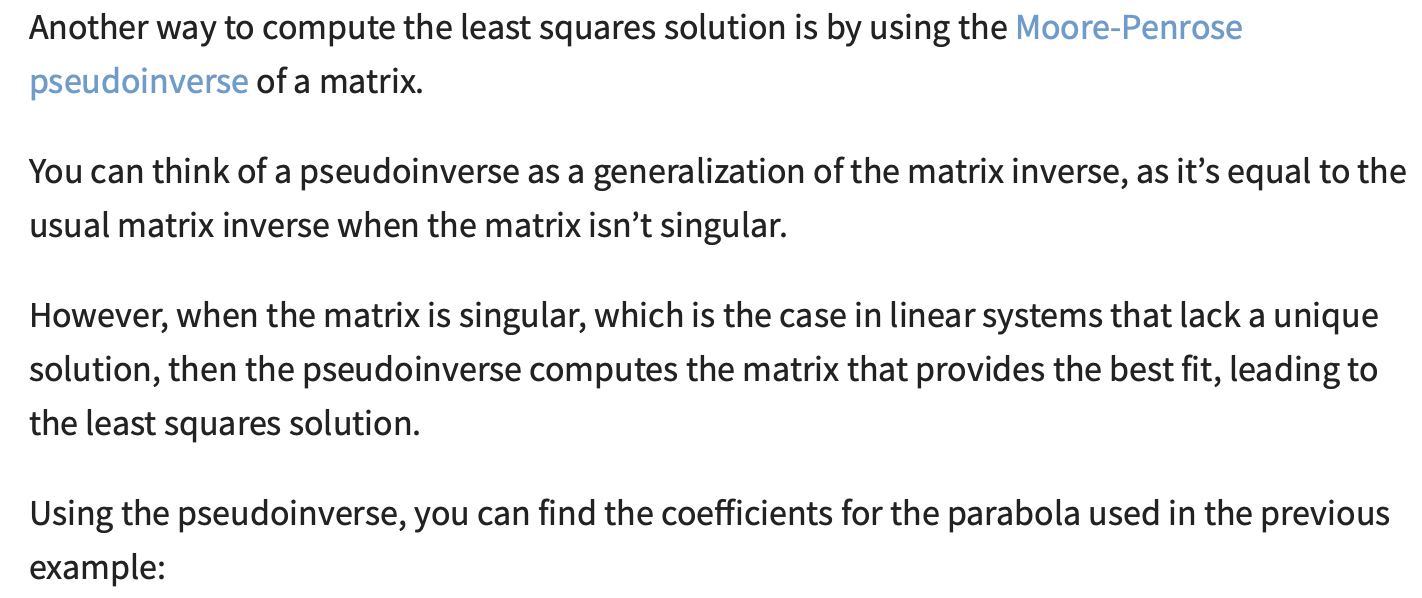 Another way to compute the least squares solution is by using the Moore-Penrose
pseudoinverse of a matrix.
You can think of a pseudoinverse as a generalization of the matrix inverse, as it’s equal to the
usual matrix inverse when the matrix isn’t singular.
However, when the matrix is singular, which is the case in linear systems that lack a unique
solution, then the pseudoinverse computes the matrix that provides the best fit, leading to
the least squares solution.
Using the pseudoinverse, you can find the coefficients for the parabola used in the previous
example: